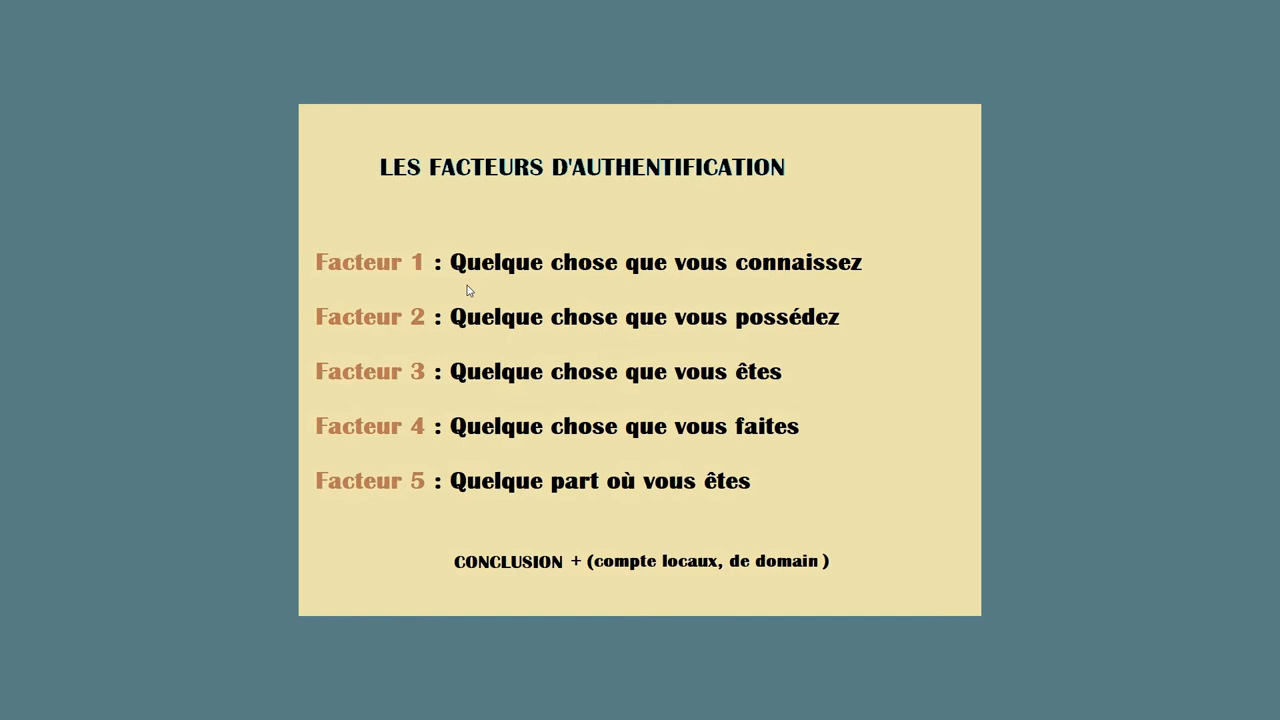 LES FACTEURS D'AUTHENTIFICATION
Facteur 1 : Quelque chose que vous connaissez
Facteur 2 : Quelque chose que vous possédez
Facteur 3 : Quelque chose que vous êtes
Facteur 4 : Quelque chose que vous faites
Facteur 5 : Quelque part où vous êtes
CONCLUSION + (compte locaux, de domain )